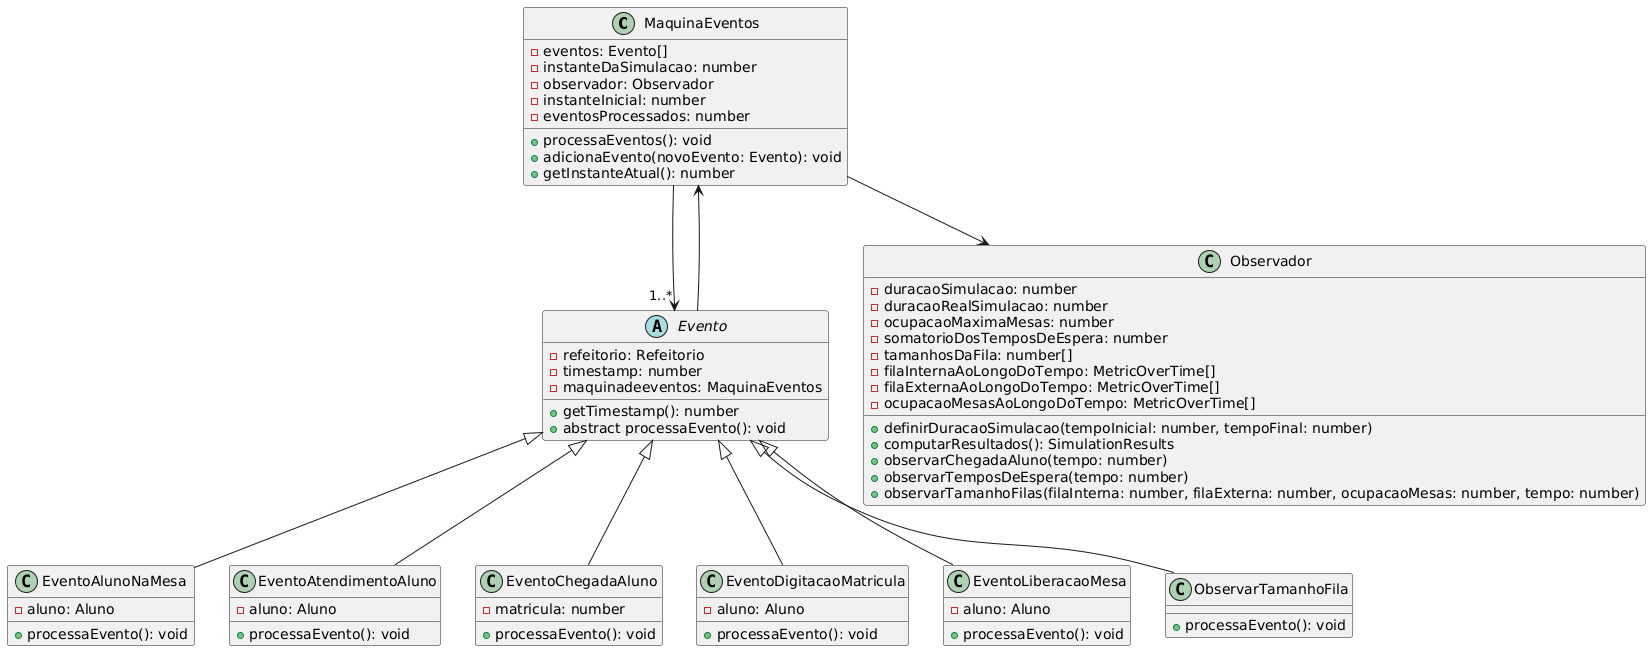 C MaquinaEventos
eventos: Evento[]
instanteDaSimulacao: number
observador: Observador
instanteInicial: number
eventosProcessados: number
processaEventos(): void
adicionaEvento(novoEvento: Evento): void
getInstanteAtual(): number
1..*
C Observador
duracaoSimulacao: number
duracaoRealSimulacao: number
ocupacaoMaximaMesas: number
somatorioDosTemposDeEspera: number
tamanhosDaFila: number[]
filaInternaAoLongoDoTempo: MetricOverTime[]
filaExternaAoLongoDoTempo: MetricOverTime[]
ocupacaoMesasAoLongoDoTempo: MetricOverTime[]
definirDuracaoSimulacao(tempoInicial: number, tempoFinal: number)
computarResultados(): SimulationResults
observarChegadaAluno(tempo: number)
observarTemposDeEspera(tempo: number)
observarTamanhoFilas(filaInterna: number, filaExterna: number, ocupacaoMesas: number, tempo: number)
A Evento
refeitorio: Refeitorio
timestamp: number
maquinadeeventos: MaquinaEventos
getTimestamp(): number
abstract processaEvento(): void
C EventoAlunoNaMesa
aluno: Aluno
processaEvento(): void
C EventoAtendimentoAluno
aluno: Aluno
processaEvento(): void
C EventoChegadaAluno
matricula: number
processaEvento(): void
C EventoDigitacaoMatricula
aluno: Aluno
processaEvento(): void
C EventoLiberacaoMesa
aluno: Aluno
processaEvento(): void
C ObservarTamanhoFila
processaEvento(): void